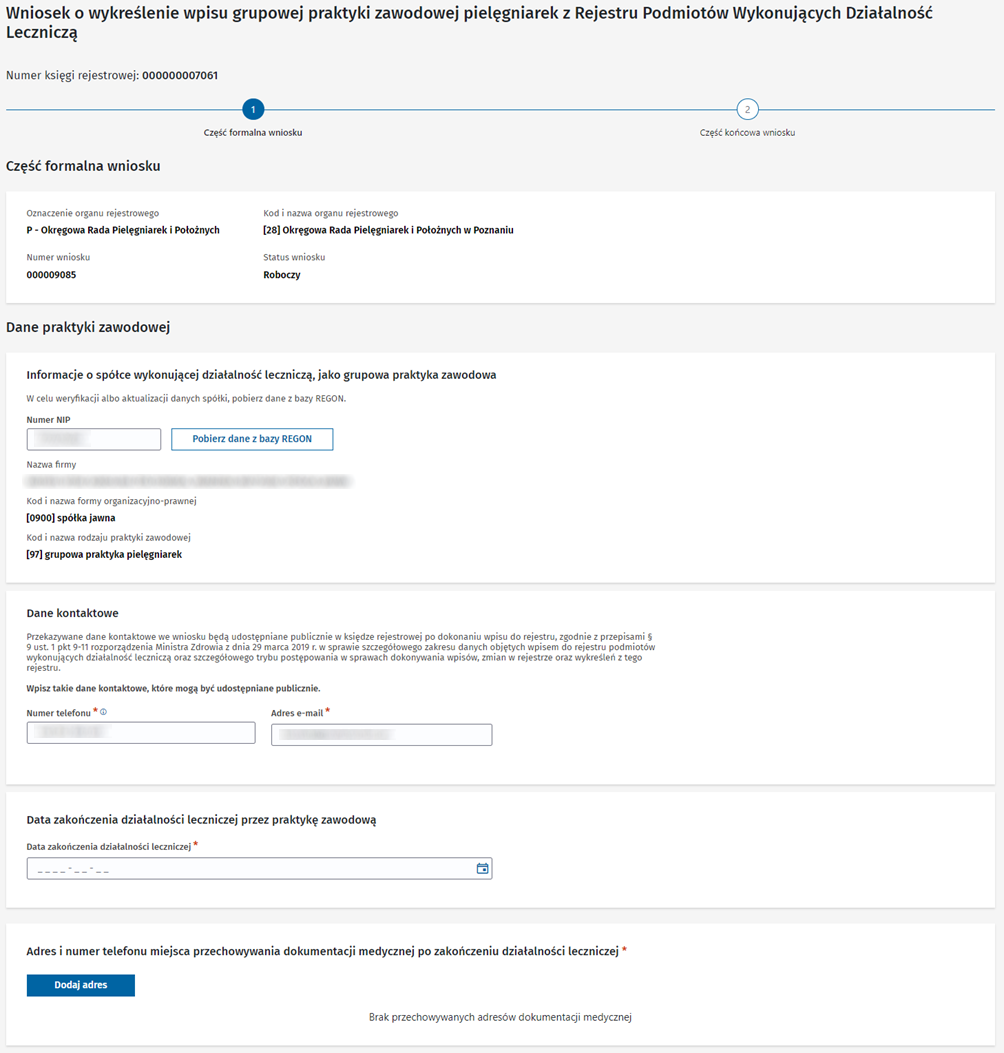 Wniosek o wykreślenie wpisu grupowej praktyki zawodowej pielęgniarek z Rejestru Podmiotów Wykonujących Działalność
Leczniczą
Numer księgi rejestrowej: 000000007061
1
2
Część formalna wniosku
Część końcowa wniosku
Część formalna wniosku
Oznaczenie organu rejestrowego
Kod i nazwa organu rejestrowego
P - Okręgowa Rada Pielęgniarek i Położnych
[28] Okręgowa Rada Pielęgniarek i Położnych w Poznaniu
Numer wniosku
Status wniosku
000009085
Roboczy
Dane praktyki zawodowej
Informacje o spółce wykonującej działalność leczniczą, jako grupowa praktyka zawodowa
W celu weryfikacji albo aktualizacji danych spółki, pobierz dane z bazy REGON.
Numer NIP
Pobierz dane z bazy REGON
Nazwa firmy
Kod i nazwa formy organizacyjno-prawnej
[0900] spółka jawna
Kod i nazwa rodzaju praktyki zawodowej
[97] grupowa praktyka pielęgniarek
Dane kontaktowe
Przekazywane dane kontaktowe we wniosku będą udostępniane publicznie w księdze rejestrowej po dokonaniu wpisu do rejestru, zgodnie z przepisami §
9 ust. 1 pkt 9-11 rozporządzenia Ministra Zdrowia z dnia 29 marca 2019 r. w sprawie szczegółowego zakresu danych objętych wpisem do rejestru podmiotów
wykonujących działalność leczniczą oraz szczegółowego trybu postępowania w sprawach dokonywania wpisów, zmian w rejestrze oraz wykreśleń z tego
rejestru.
Wpisz takie dane kontaktowe, które mogą być udostępniane publicznie.
Numer telefonu *
Adres e-mail *
Data zakończenia działalności leczniczej przez praktykę zawodową
Data zakończenia działalności leczniczej *
_ _ _ _ - _ _ - _ _
Adres i numer telefonu miejsca przechowywania dokumentacji medycznej po zakończeniu działalności leczniczej *
Dodaj adres
Brak przechowywanych adresów dokumentacji medycznej